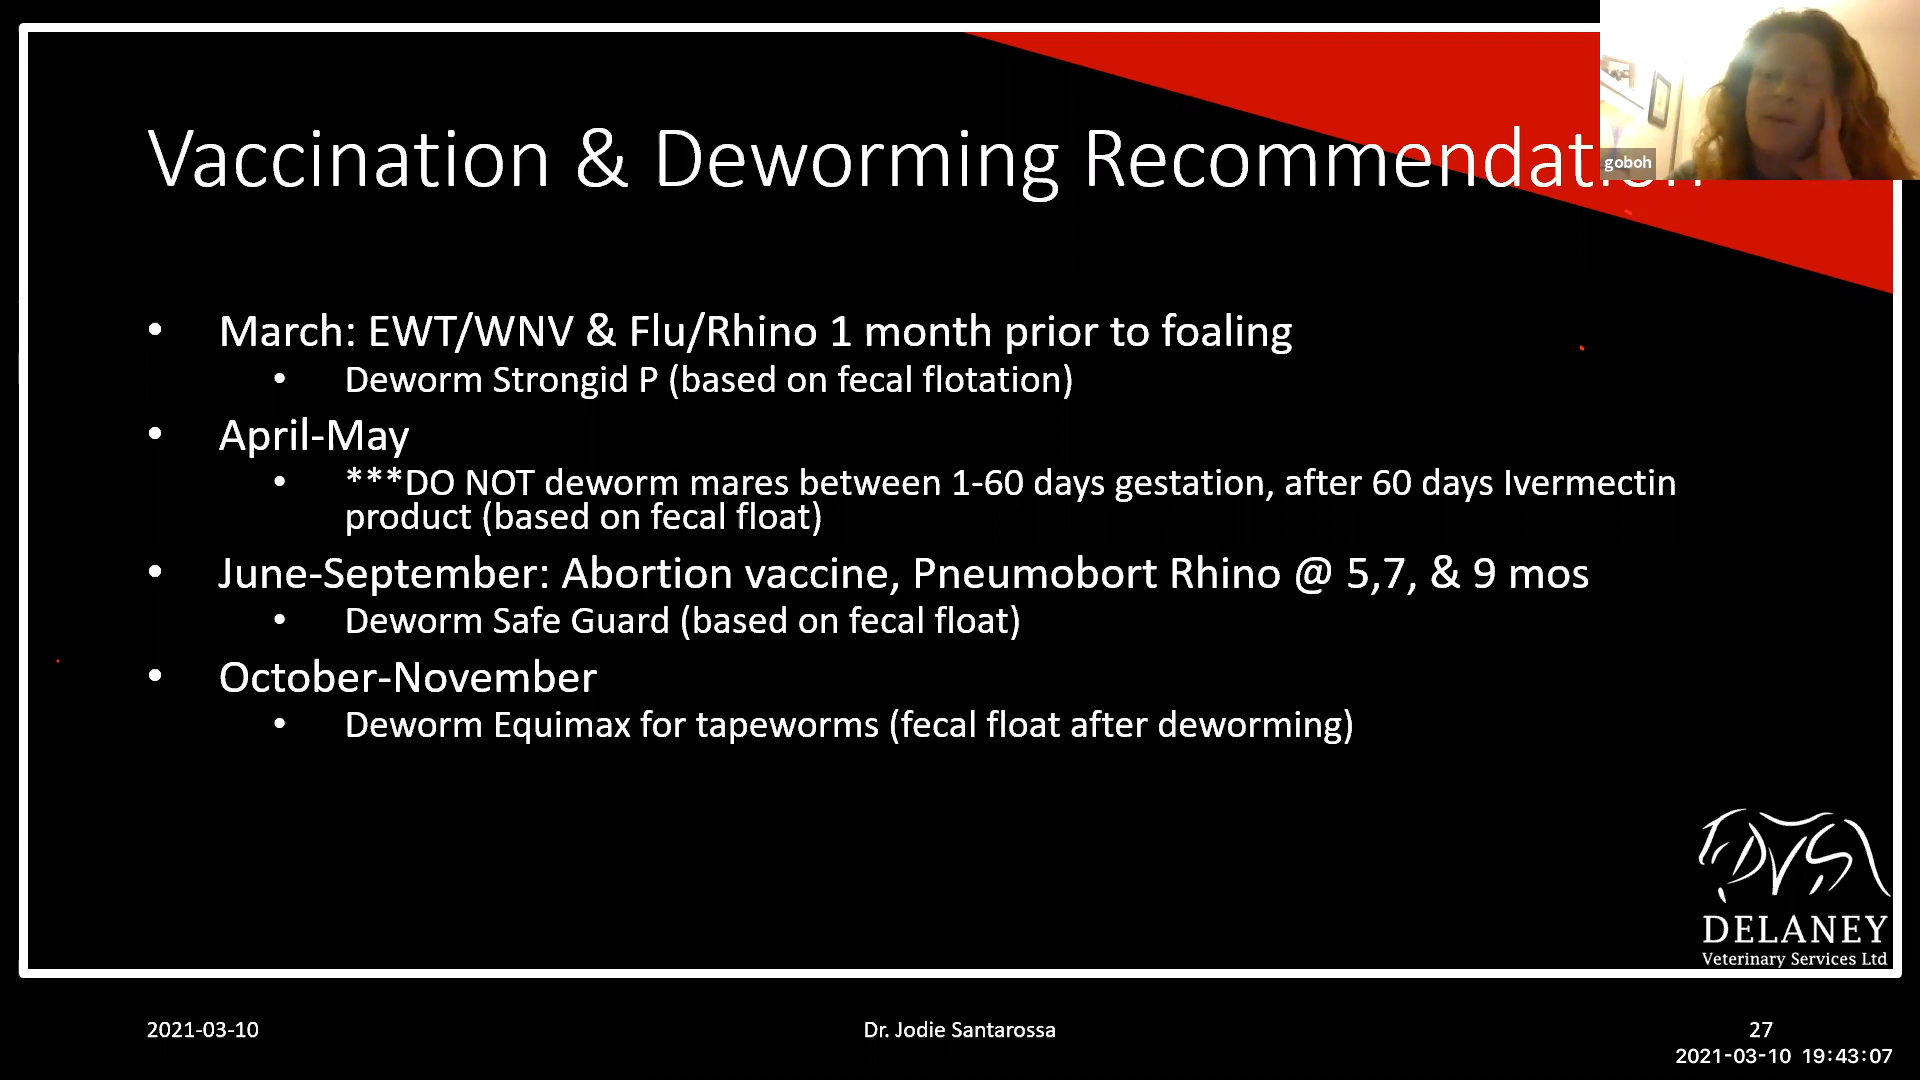 Vaccination & Deworming Recommendation
goboh
• March: EWT/WNV & Flu/Rhino 1 month prior to foaling
• Deworm Strongid P (based on fecal flotation)
• April-May
• ***DO NOT deworm mares between 1-60 days gestation, after 60 days Ivermectin
product (based on fecal float)
• June-September: Abortion vaccine, Pneumobort Rhino @ 5,7, & 9 mos
• Deworm Safe Guard (based on fecal float)
• October-November
• Deworm Equimax for tapeworms (fecal float after deworming)
DVS
DELANEY
Veterinary Services Ltd
2021-03-10
Dr. Jodie Santarossa
27
2021-03-10 19:43:07